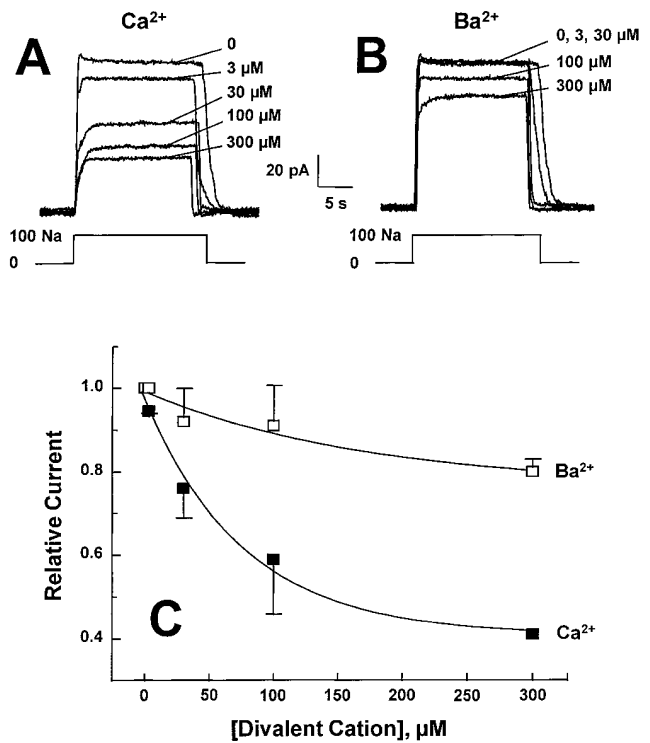 Ca²⁺
A
0
3 µM
30 µM
100 µM
300 µM
20 pA
5 s
100 Na
0
Ba²⁺
B
0, 3, 30 µM
100 µM
300 µM
100 Na
0
Relative Current
1.0
0.8
0.6
0.4
C
Ba²⁺
Ca²⁺
0 50 100 150 200 250 300
[Divalent Cation], µM